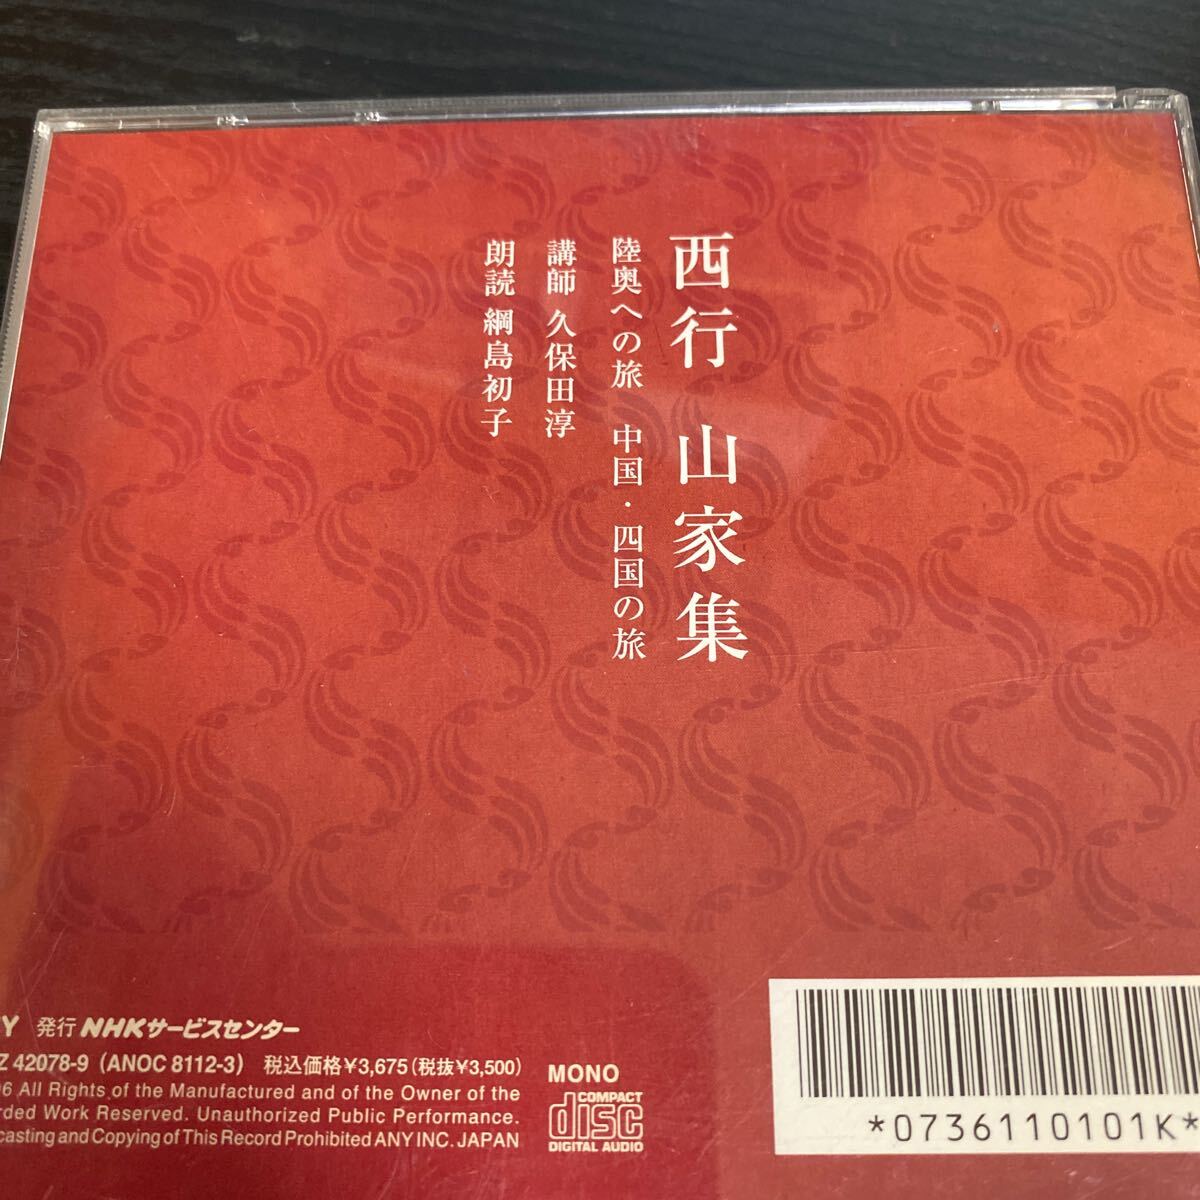 西行 山家集
陸奥への旅 中国・四国の旅
講師 久保田淳
朗読 綱島初子
発行 NHKサービスセンター
42078-9 (ANOC 8112-3) 税込価格¥3,675(税抜¥3,500)
All Rights of the Manufactured and of the Owner of the
Work Reserved. Unauthorized Public Performance.
and Copying of This Record Prohibited ANY INC. JAPAN
MONO
COMPACT
disc
DIGITAL AUDIO
*0736110101K*